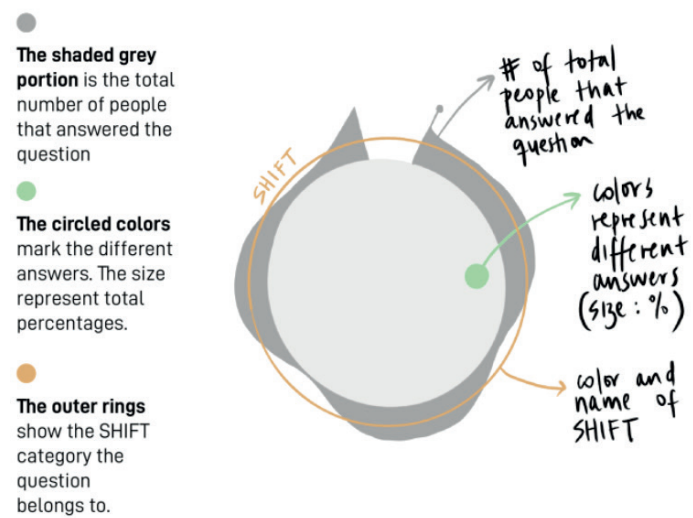 The shaded grey
portion is the total
number of people
that answered the
question
The circled colors
mark the different
answers. The size
represent total
percentages.
The outer rings
show the SHIFT
category the
question
belongs to.
SHIFT
# of total
people that
answered the
question
colors
represent
different
answers
(size : %)
color and
name of
SHIFT